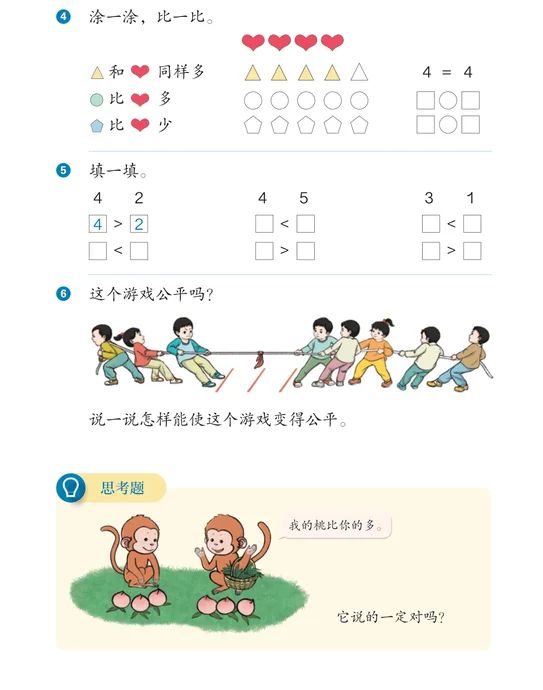 4 涂一涂，比一比。
和 同样多 4 = 4
比 多
比 少
5 填一填。
4 2 4 5 3 1
4 > 2 < <
< > >
6 这个游戏公平吗？
说一说怎样能使这个游戏变得公平。
思考题
我的桃比你的多。
它说的一定对吗？